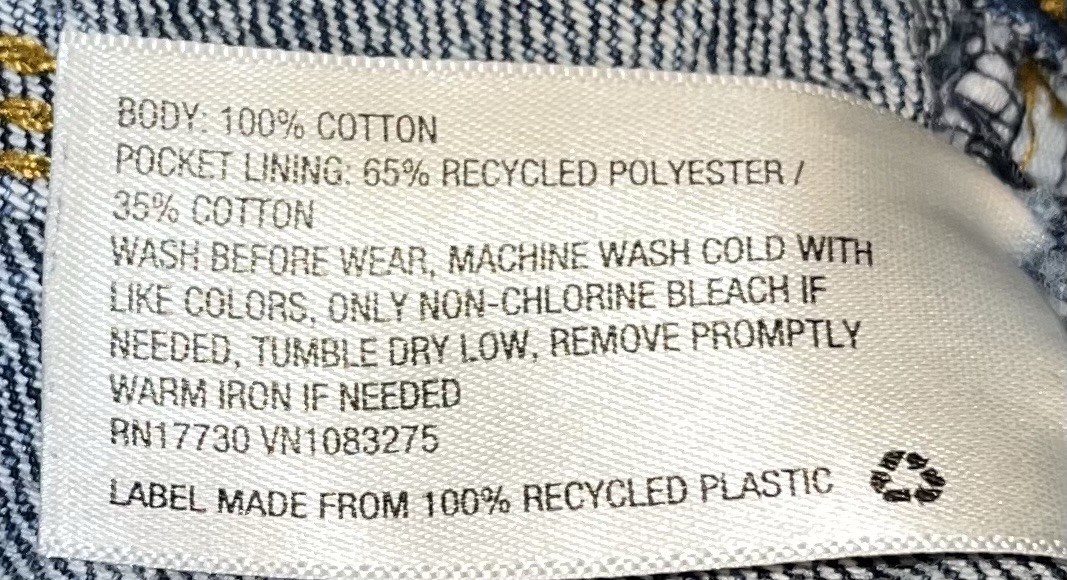 BODY: 100% COTTON
POCKET LINING: 65% RECYCLED POLYESTER /
35% COTTON
WASH BEFORE WEAR, MACHINE WASH COLD WITH
LIKE COLORS, ONLY NON-CHLORINE BLEACH IF
NEEDED, TUMBLE DRY LOW, REMOVE PROMPTLY
WARM IRON IF NEEDED
RN17730 VN1083275
LABEL MADE FROM 100% RECYCLED PLASTIC